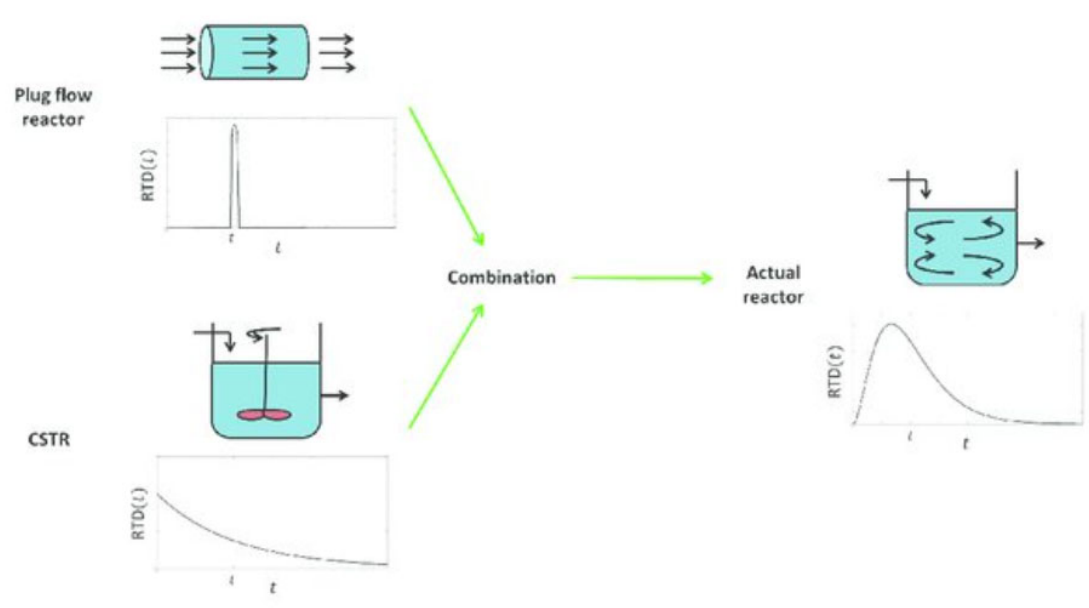 Plug flow
reactor
RTD(t)
t
t
Combination
Actual
reactor
CSTR
RTD(t)
t
t
RTD(t)
t
t